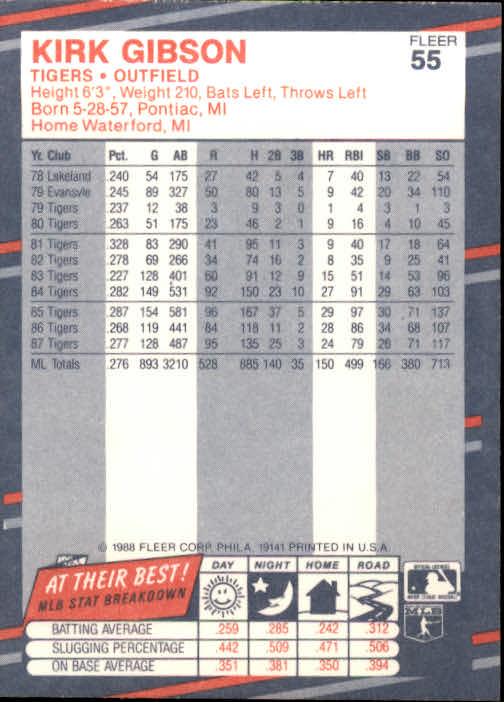 KIRK GIBSON
FLEER
55
TIGERS • OUTFIELD
Height 6'3", Weight 210, Bats Left, Throws Left
Born 5-28-57, Pontiac, MI
Home Waterford, MI
Yr. Club Pct. G AB R H 2B 3B HR RBI SB BB SO
78 Lakeland .240 54 175 27 42 5 4 7 40 13 22 54
79 Evansvle .245 89 327 50 80 13 5 9 42 20 34 110
79 Tigers .237 12 38 3 9 3 0 1 4 3 1 3
80 Tigers .263 51 175 23 46 2 1 9 16 4 10 45
81 Tigers .328 83 290 41 95 11 3 9 40 17 18 64
82 Tigers .278 69 266 34 74 16 2 8 35 9 25 41
83 Tigers .227 128 401 60 91 12 9 15 51 14 53 96
84 Tigers .282 149 531 92 150 23 10 27 91 29 63 103
85 Tigers .287 154 581 96 167 37 5 29 97 30 71 137
86 Tigers .268 119 441 84 118 11 2 28 86 34 68 107
87 Tigers .277 128 487 95 135 25 3 24 79 26 71 117
ML Totals .276 893 3210 528 885 140 35 150 499 166 380 713
© 1988 FLEER CORP. PHILA. 19141 PRINTED IN U.S.A.
AT THEIR BEST!
MLB STAT BREAKDOWN
DAY NIGHT HOME ROAD
BATTING AVERAGE .259 .285 .242 .312
SLUGGING PERCENTAGE .442 .509 .471 .506
ON BASE AVERAGE .351 .381 .350 .394
MLB